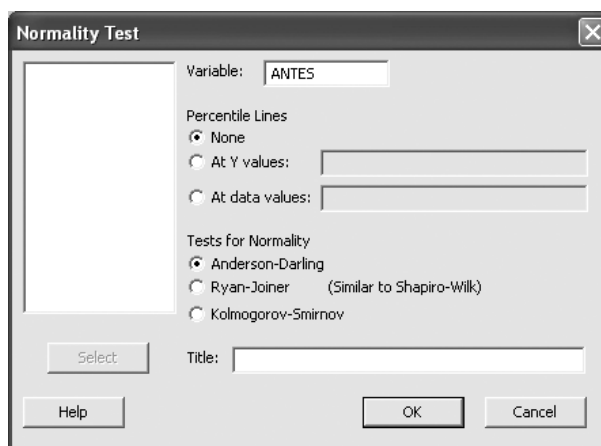 Normality Test
Variable: ANTES
Percentile Lines
None
At Y values:
At data values:
Tests for Normality
Anderson-Darling
Ryan-Joiner (Similar to Shapiro-Wilk)
Kolmogorov-Smirnov
Select
Title:
Help
OK
Cancel